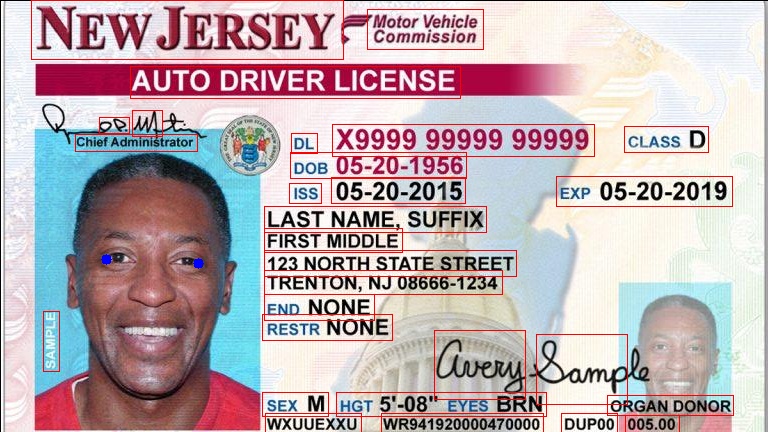 NEW JERSEY Motor Vehicle Commission
AUTO DRIVER LICENSE
Chief Administrator
DL X9999 99999 99999 CLASS D
DOB 05-20-1956
ISS 05-20-2015 EXP 05-20-2019
LAST NAME, SUFFIX
FIRST MIDDLE
123 NORTH STATE STREET
TRENTON, NJ 08666-1234
END NONE
RESTR NONE
SAMPLE
Avery Sample
SEX M HGT 5'-08" EYES BRN ORGAN DONOR
WXUUEXXU WR941920000470000 DUP00 005.00